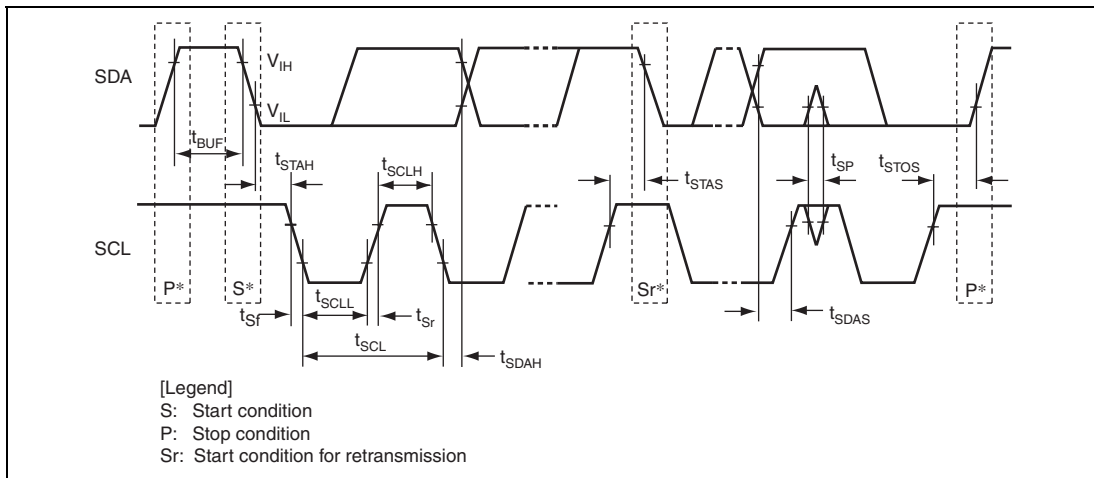 SDA
V_IH
V_IL
t_BUF
t_STAH
t_SCLH
t_STAS
t_SP
t_STOS
SCL
P*
S*
Sr*
P*
t_Sf
t_SCLL
t_Sr
t_SCL
t_SDAH
t_SDAS
[Legend]
S: Start condition
P: Stop condition
Sr: Start condition for retransmission